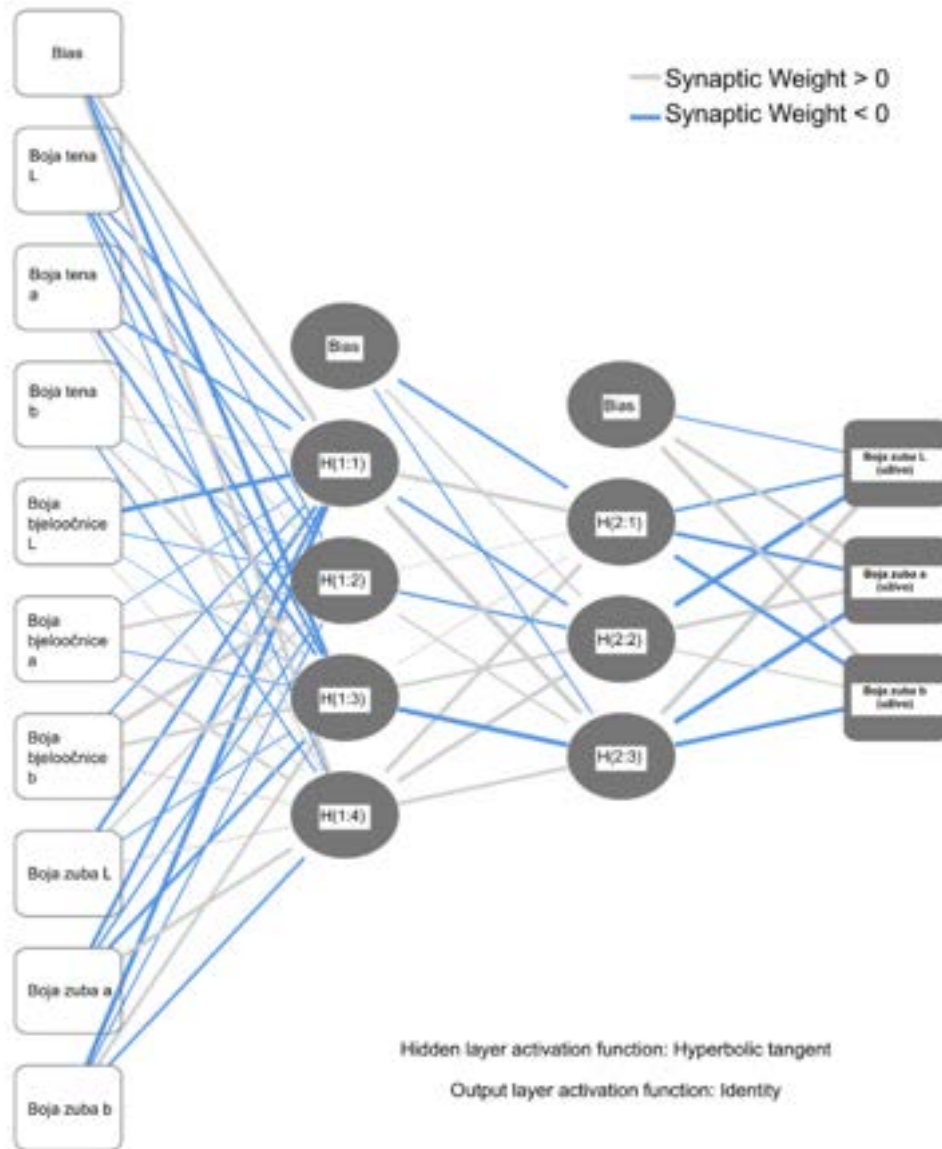 Bias
Synaptic Weight > 0
Synaptic Weight < 0
Boja tena
L
Boja tena
a
Boja tena
b
Boja
bjeloočnice
L
Boja
bjeloočnice
a
Boja
bjeloočnice
b
Boja zuba L
Boja zuba a
Boja zuba b
Bias
H(1:1)
H(1:2)
H(1:3)
H(1:4)
Bias
H(2:1)
H(2:2)
H(2:3)
Boja zuba L
(uživo)
Boja zuba a
(uživo)
Boja zuba b
(uživo)
Hidden layer activation function: Hyperbolic tangent
Output layer activation function: Identity